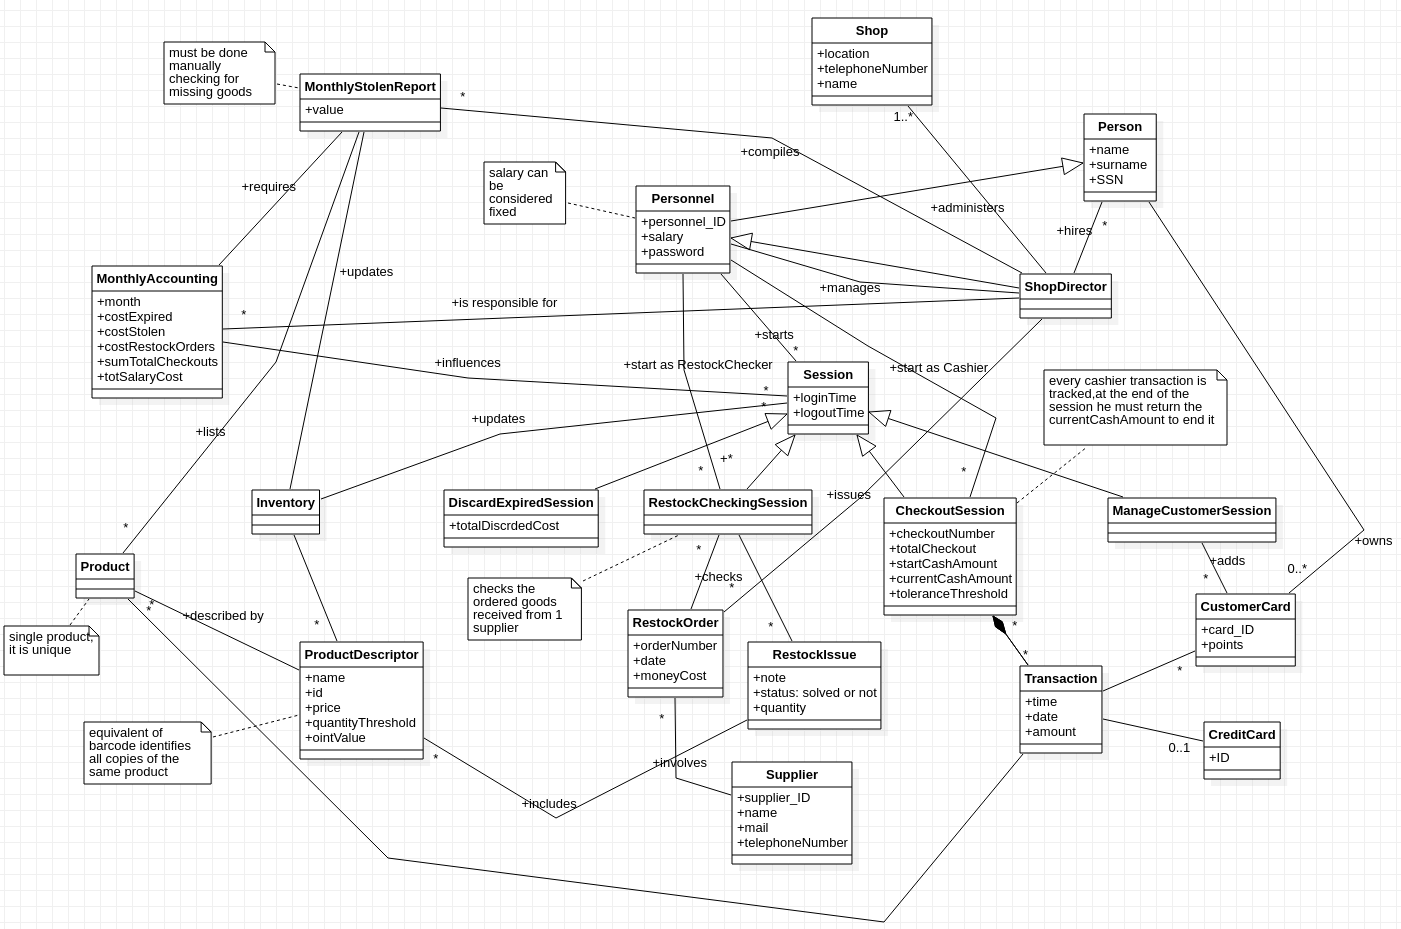 Shop
+location
+telephoneNumber
+name
must be done
manually
checking for
missing goods
MonthlyStolenReport
+value
*
1..*
+compiles
Person
+name
+surname
+SSN
salary can
be
considered
fixed
Personnel
+personnel_ID
+salary
+password
+requires
+administers
+hires
*
+updates
MonthlyAccounting
+month
+costExpired
+costStolen
+costRestockOrders
+sumTotalCheckouts
+totSalaryCost
ShopDirector
+manages
*
+is responsible for
+starts
*
+influences
+start as RestockChecker
+start as Cashier
Session
+loginTime
+logoutTime
*
*
every cashier transaction is
tracked,at the end of the
session he must return the
currentCashAmount to end it
+updates
+lists
+*
*
*
Inventory
DiscardExpiredSession
+totalDiscrdedCost
RestockCheckingSession
+issues
CheckoutSession
+checkoutNumber
+totalCheckout
+startCashAmount
+currentCashAmount
+toleranceThreshold
ManageCustomerSession
*
+owns
Product
*
+checks
*
+adds
*
0..*
checks the
ordered goods
received from 1
supplier
*
*
+described by
*
*
single product,
it is unique
RestockOrder
+orderNumber
+date
+moneyCost
CustomerCard
+card_ID
+points
*
*
ProductDescriptor
+name
+id
+price
+quantityThreshold
+ointValue
RestockIssue
+note
+status: solved or not
+quantity
Transaction
+time
+date
+amount
*
*
equivalent of
barcode identifies
all copies of the
same product
*
+involves
0..1
CreditCard
+ID
Supplier
+supplier_ID
+name
+mail
+telephoneNumber
+includes